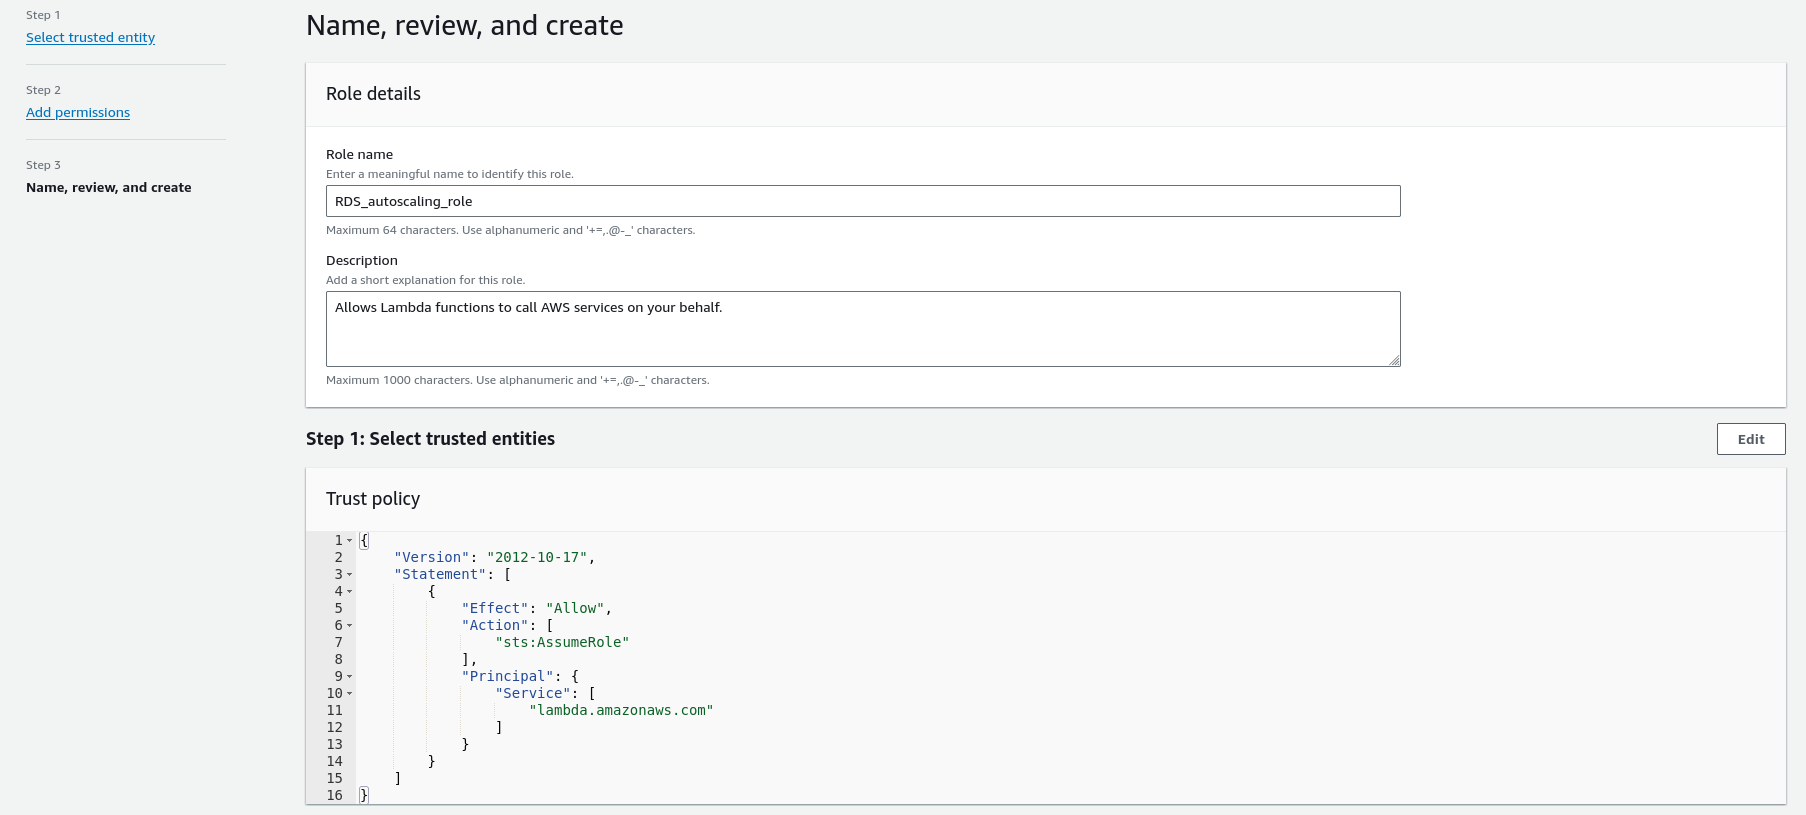 Step 1
Select trusted entity
Step 2
Add permissions
Step 3
Name, review, and create
Name, review, and create
Role details
Role name
Enter a meaningful name to identify this role.
RDS_autoscaling_role
Maximum 64 characters. Use alphanumeric and '+=,.@-_' characters.
Description
Add a short explanation for this role.
Allows Lambda functions to call AWS services on your behalf.
Maximum 1000 characters. Use alphanumeric and '+=,.@-_' characters.
Step 1: Select trusted entities
Edit
Trust policy
1 {
2     "Version": "2012-10-17",
3     "Statement": [
4         {
5             "Effect": "Allow",
6             "Action": [
7                 "sts:AssumeRole"
8             ],
9             "Principal": {
10                 "Service": [
11                     "lambda.amazonaws.com"
12                 ]
13             }
14         }
15     ]
16 }